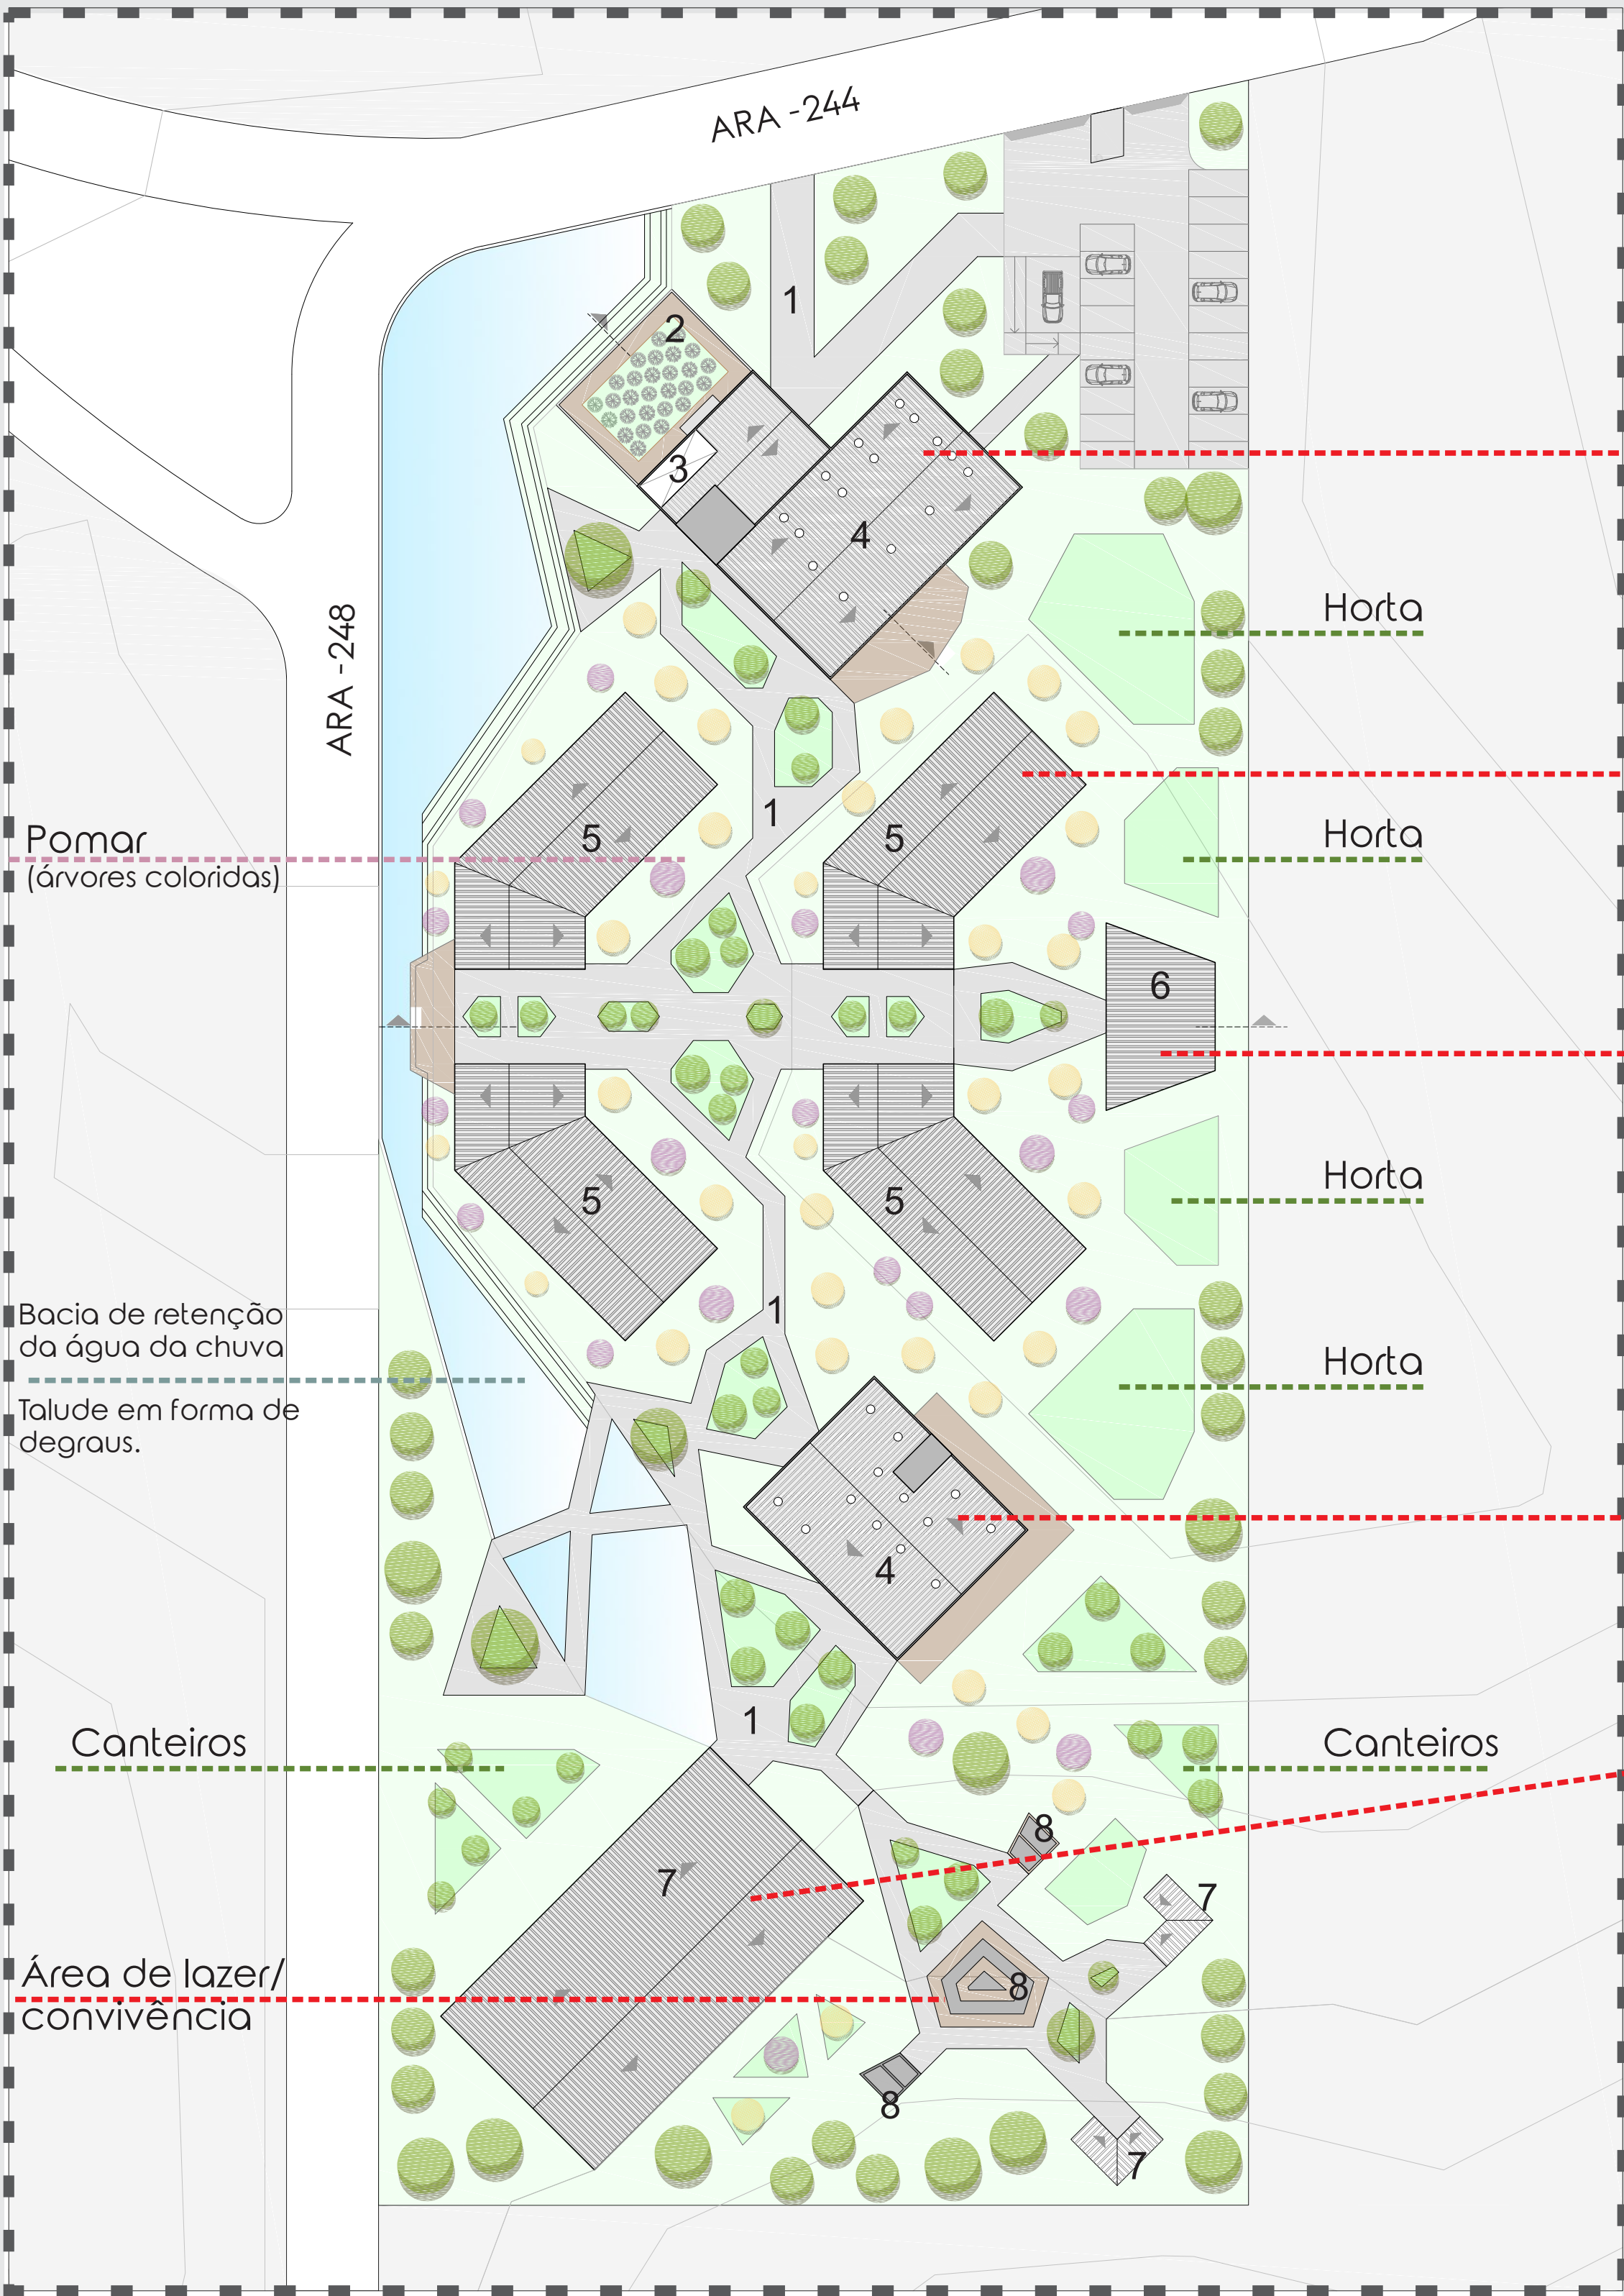 ARA -244
1
2
3
4
ARA -248
Horta
1
5
5
Horta
Pomar
(árvores coloridas)
6
5
5
Horta
1
Bacia de retenção
da água da chuva
Talude em forma de
degraus.
Horta
4
1
Canteiros
Canteiros
8
7
7
Área de lazer/
convivência
8
8
7